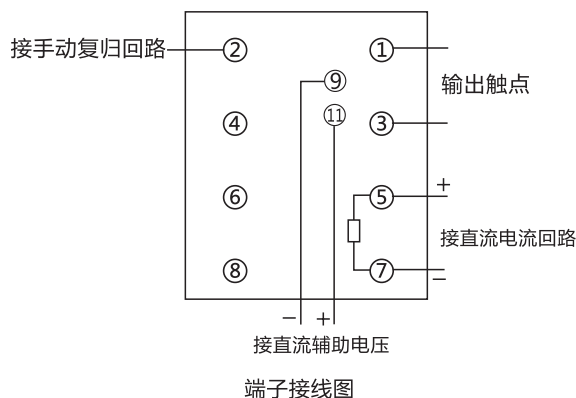 接手动复归回路
②
①
⑨
输出触点
⑪
④
③
+
⑥
⑤
接直流电流回路
⑧
⑦
−
− +
接直流辅助电压
端子接线图